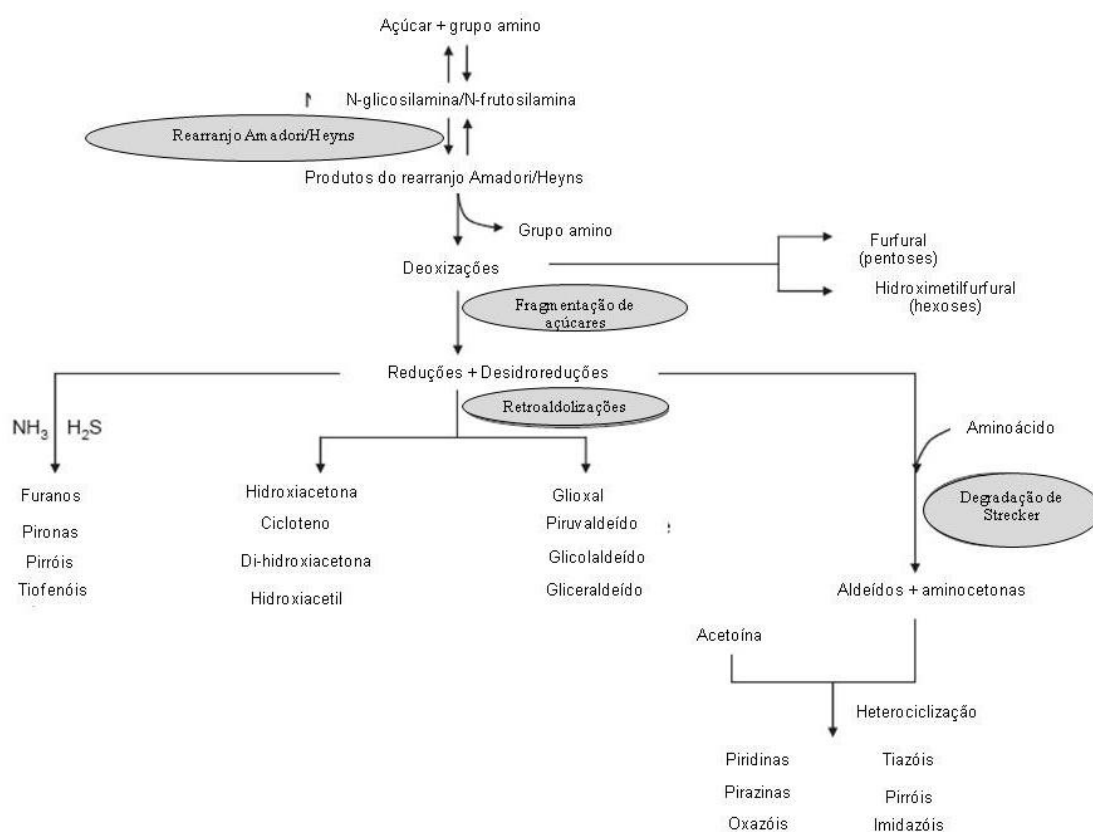 Açúcar + grupo amino
N-glicosilamina/N-frutosilamina
Rearranjo Amadori/Heyns
Produtos do rearranjo Amadori/Heyns
Grupo amino
Deoxizações
Furfural
(pentoses)
Hidroximetilfurfural
(hexoses)
Fragmentação de
açúcares
Reduções + Desidroreduções
Retroaldolizações
NH₃ H₂S
Aminoácido
Degradação de
Strecker
Furanos
Pironas
Pirróis
Tiofenóis
Hidroxiacetona
Cicloteno
Di-hidroxiacetona
Hidroxiacetil
Glioxal
Piruvaldeído
Glicolaldeído
Gliceraldeído
Aldeídos + aminocetonas
Acetoína
Heterociclização
Piridinas
Pirazinas
Oxazóis
Tiazóis
Pirróis
Imidazóis